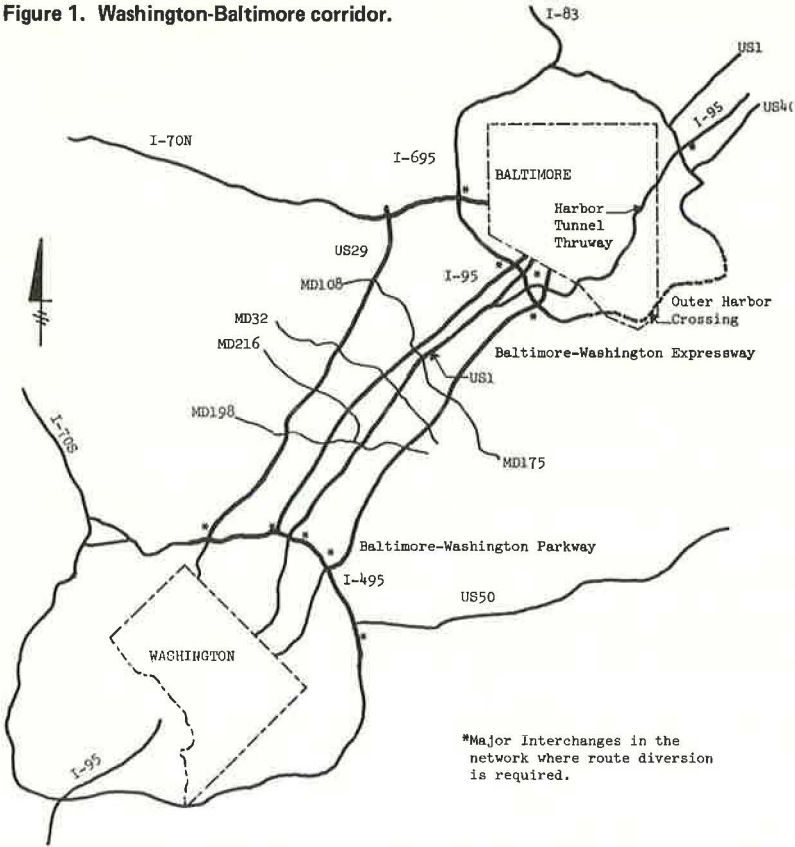 Figure 1. Washington-Baltimore corridor.
I-83
US1
I-95
US40
I-70N
I-695
BALTIMORE
Harbor
Tunnel
Thruway
US29
I-95
MD108
Outer Harbor
Crossing
MD32
MD216
Baltimore-Washington Expressway
US1
MD198
I-70S
MD175
Baltimore-Washington Parkway
I-495
US50
WASHINGTON
*Major Interchanges in the
network where route diversion
is required.
I-95